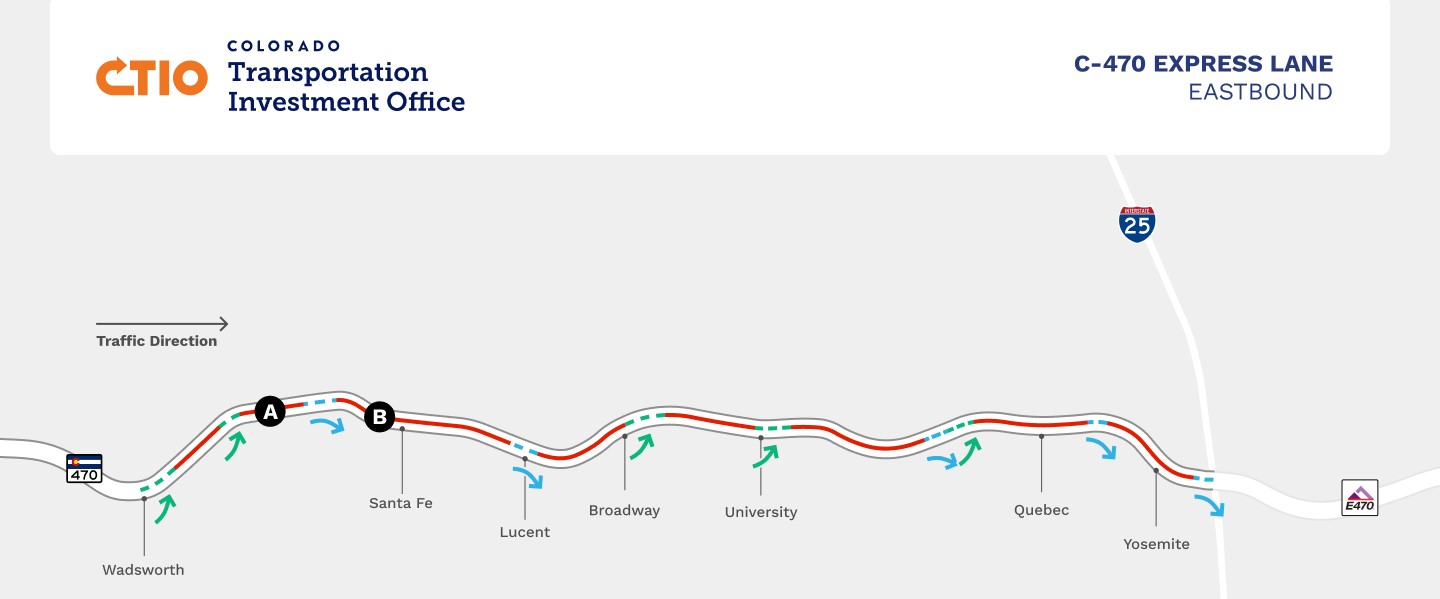 CTIO
COLORADO
Transportation
Investment Office
C-470 EXPRESS LANE
EASTBOUND
INTERSTATE
25
Traffic Direction
A
B
470
Santa Fe
Lucent
Broadway
University
Quebec
Yosemite
E470
Wadsworth